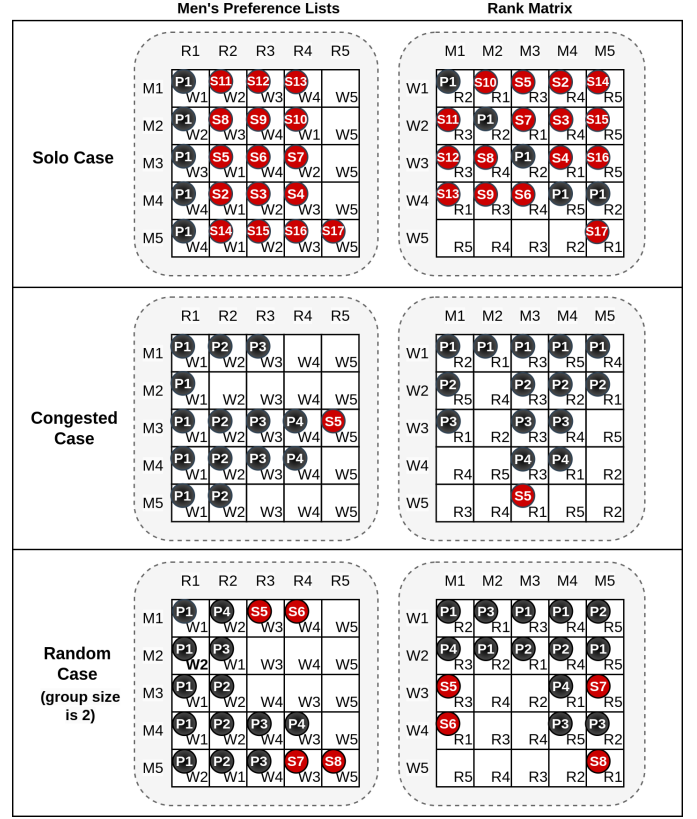 Men's Preference Lists Rank Matrix
R1 R2 R3 R4 R5 M1 M2 M3 M4 M5
M1 P1 S11 S12 S13 W1 P1 S10 S5 S2 S14
W1 W2 W3 W4 W5 R2 R1 R3 R4 R5
M2 P1 S8 S9 S10 W2 S11 P1 S7 S3 S15
W2 W3 W4 W1 W5 R3 R2 R1 R4 R5
Solo Case
M3 P1 S5 S6 S7 W3 S12 S8 P1 S4 S16
W3 W1 W4 W2 W5 R3 R4 R2 R1 R5
M4 P1 S2 S3 S4 W4 S13 S9 S6 P1 P1
W4 W1 W2 W3 W5 R1 R3 R4 R5 R2
M5 P1 S14 S15 S16 S17 W5 S17
W4 W1 W2 W3 W5 R5 R4 R3 R2 R1
R1 R2 R3 R4 R5 M1 M2 M3 M4 M5
M1 P1 P2 P3 W1 P1 P1 P1 P1 P1
W1 W2 W3 W4 W5 R2 R1 R3 R5 R4
M2 P1 W2 P2 P3 P2 P1
W1 W2 W3 W4 W5 R5 R4 R3 R2 R1
Congested
Case
M3 P1 P2 P3 P4 S5 W3 P3 P3 P3
W1 W2 W3 W4 W5 R1 R2 R3 R4 R5
M4 P1 P2 P3 P4 W4 P4 P4
W1 W2 W3 W4 W5 R4 R5 R3 R1 R2
M5 P1 P2 W5 S5
W1 W2 W3 W4 W5 R3 R4 R1 R5 R2
R1 R2 R3 R4 R5 M1 M2 M3 M4 M5
M1 P1 P4 S5 S6 W1 P1 P3 P1 P1 P2
W1 W2 W3 W4 W5 R2 R1 R3 R4 R5
M2 P1 P3 W2 P4 P1 P2 P2 P1
W2 W1 W3 W4 W5 R3 R2 R1 R4 R5
Random
Case
(group size
is 2)
M3 P1 P2 W3 S5 P4 S7
W1 W2 W3 W4 W5 R3 R4 R2 R1 R5
M4 P1 P2 P3 P4 W4 S6 P3 P3
W1 W2 W4 W3 W5 R1 R3 R4 R5 R2
M5 P1 P2 P3 S7 S8 W5 S8
W2 W1 W4 W3 W5 R5 R4 R3 R2 R1